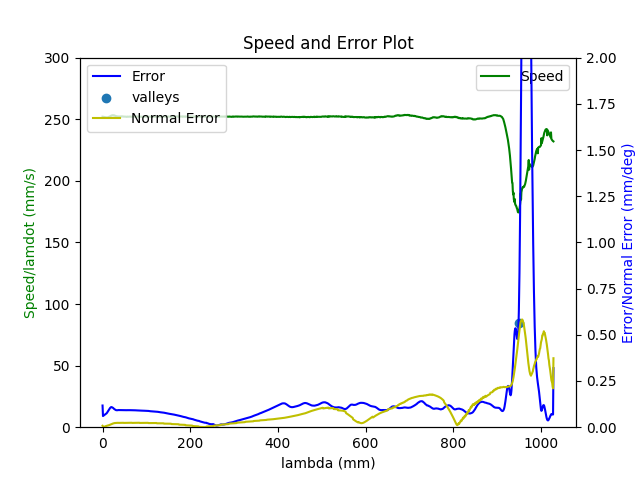 Speed and Error Plot
Error
valleys
Normal Error
Speed
300
250
200
150
100
50
0
2.00
1.75
1.50
1.25
1.00
0.75
0.50
0.25
0.00
Speed/lamdot (mm/s)
Error/Normal Error (mm/deg)
0
200
400
600
800
1000
lambda (mm)